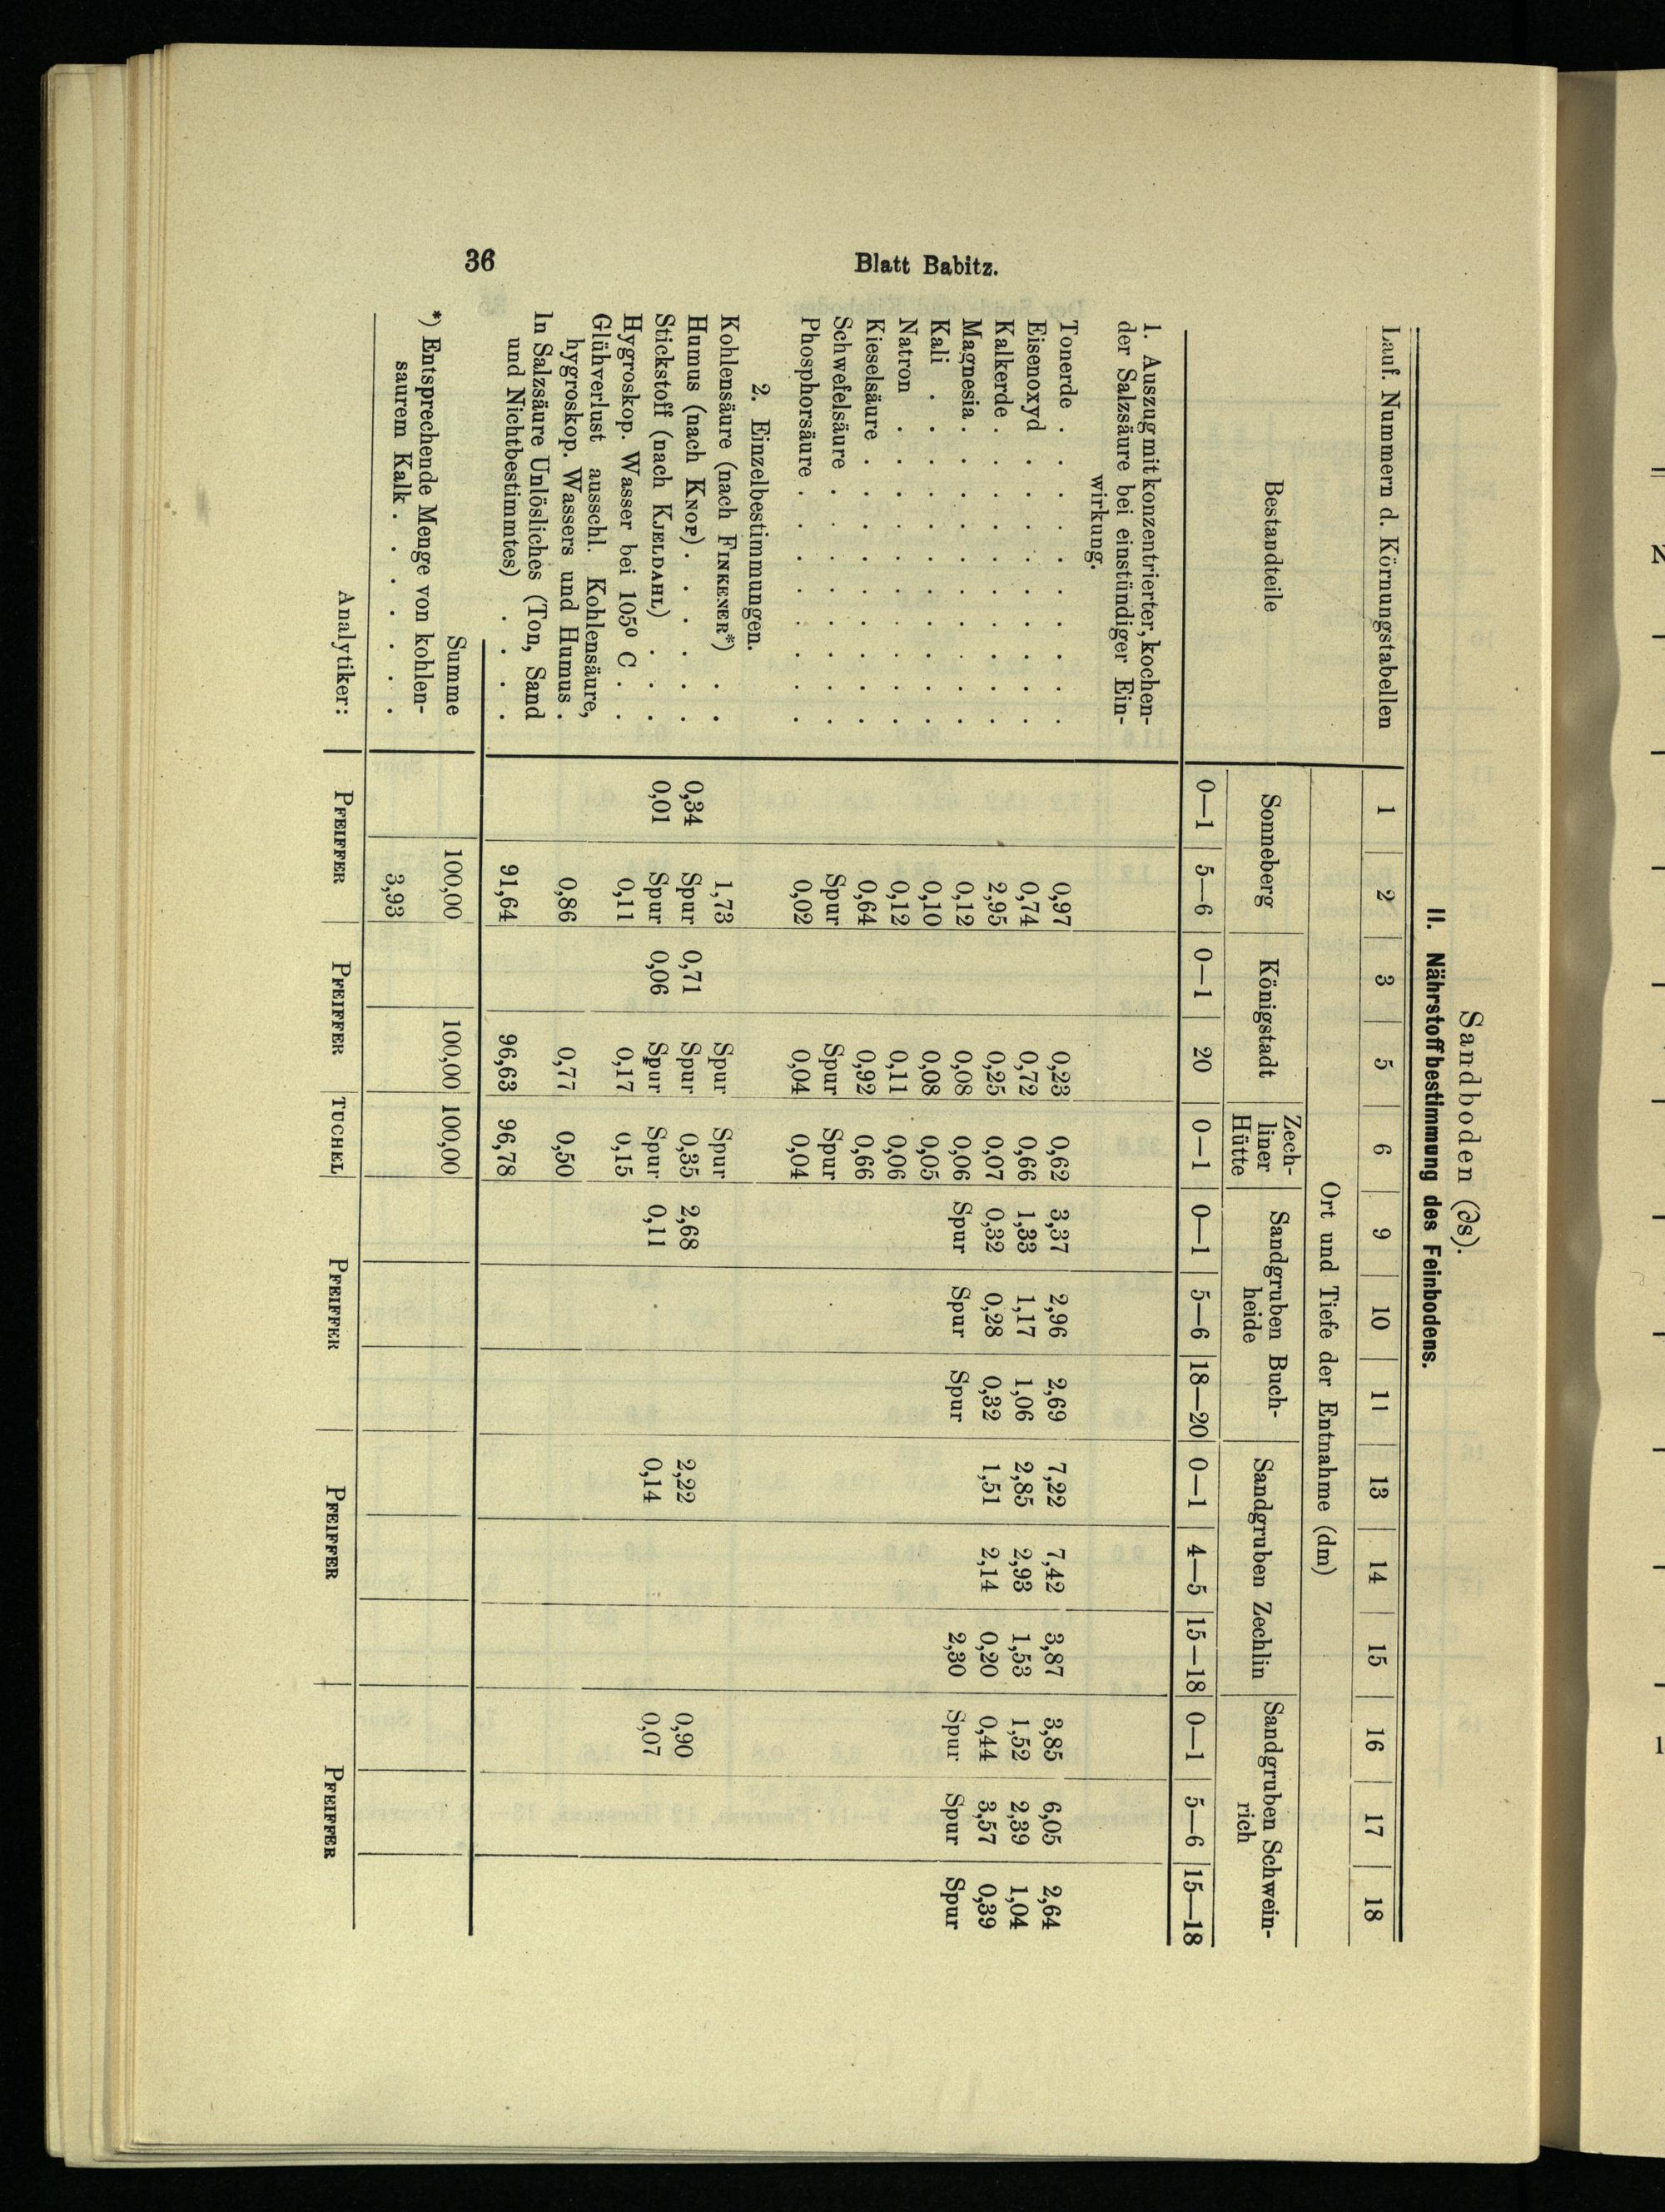 36
Blatt Babitz.
Sandboden (∂s).
II. Nährstoffbestimmung des Feinbodens.
Lauf. Nummern d. Körnungstabellen 1 2 3 5 6 9 10 11 13 14 15 16 17 18
Ort und Tiefe der Entnahme (dm)
Bestandteile
Sonneberg
Königstadt
Zech-
liner
Hütte
Sandgruben Buch-
heide
Sandgruben Zechlin
Sandgruben Schwein-
rich
0—1 5—6 0—1 20 0—1 0—1 5—6 18—20 0—1 4—5 15—18 0—1 5—6 15—18
1. Auszug mit konzentrierter, kochen-
der Salzsäure bei einstündiger Ein-
wirkung.
Tonerde . . . . . . . . . . 0,97 0,23 0,62 3,37 2,96 2,69 7,22 7,42 3,87 3,85 6,05 2,64
Eisenoxyd . . . . . . . . . 0,74 0,72 0,66 1,33 1,17 1,06 2,85 2,93 1,53 1,52 2,39 1,04
Kalkerde . . . . . . . . . . 2,95 0,25 0,07 0,32 0,28 0,32 1,51 2,14 0,20 0,44 3,57 0,39
Magnesia . . . . . . . . . . 0,12 0,08 0,06 Spur Spur Spur 2,30 Spur Spur Spur
Kali . . . . . . . . . . . 0,10 0,08 0,05
Natron . . . . . . . . . . 0,12 0,11 0,06
Kieselsäure . . . . . . . . . 0,64 0,92 0,66
Schwefelsäure . . . . . . . . Spur Spur Spur
Phosphorsäure . . . . . . . . 0,02 0,04 0,04
2. Einzelbestimmungen.
Kohlensäure (nach FINKENER*) . . 1,73 Spur Spur
Humus (nach KNOP) . . . . . . 0,34 Spur 0,71 Spur 0,35 2,68 2,22 0,90
Stickstoff (nach KJELDAHL) . . . . 0,01 Spur 0,06 Spur Spur 0,11 0,14 0,07
Hygroskop. Wasser bei 105⁰ C . . 0,11 0,17 0,15
Glühverlust ausschl. Kohlensäure,
hygroskop. Wassers und Humus . 0,86 0,77 0,50
In Salzsäure Unlösliches (Ton, Sand
und Nichtbestimmtes) . . . . 91,64 96,63 96,78
Summe 100,00 100,00 100,00
*) Entsprechende Menge von kohlen-
saurem Kalk . . . . . . . 3,93
Analytiker: PFEIFFER PFEIFFER TUCHEL PFEIFFER PFEIFFER PFEIFFER